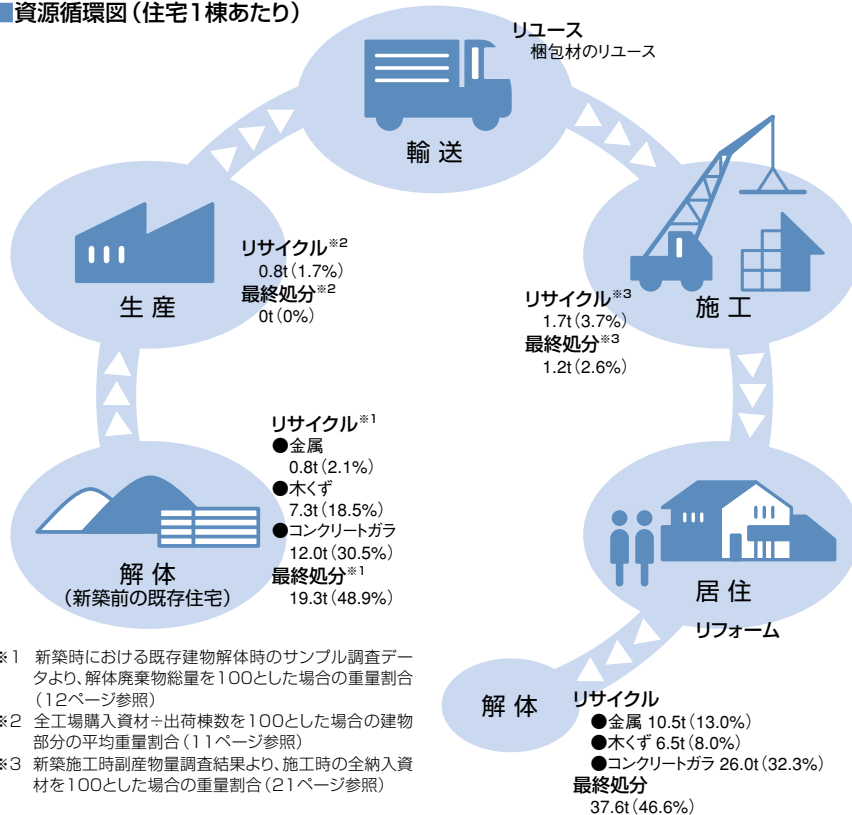 ■資源循環図（住宅1棟あたり）
リユース
梱包材のリユース
輸 送
リサイクル※2
0.8t（1.7%）
最終処分※2
0t（0%）
生 産
リサイクル※3
1.7t（3.7%）
最終処分※3
1.2t（2.6%）
施 工
リサイクル※1
●金属
0.8t（2.1%）
●木くず
7.3t（18.5%）
●コンクリートガラ
12.0t（30.5%）
最終処分※1
19.3t（48.9%）
解 体
（新築前の既存住宅）
居 住
リフォーム
解 体
リサイクル
●金属 10.5t（13.0%）
●木くず 6.5t（8.0%）
●コンクリートガラ 26.0t（32.3%）
最終処分
37.6t（46.6%）
※1 新築時における既存建物解体時のサンプル調査デー
タより、解体廃棄物総量を100とした場合の重量割合
（12ページ参照）
※2 全工場購入資材÷出荷棟数を100とした場合の建物
部分の平均重量割合（11ページ参照）
※3 新築施工時副産物量調査結果より、施工時の全納入資
材を100とした場合の重量割合（21ページ参照）